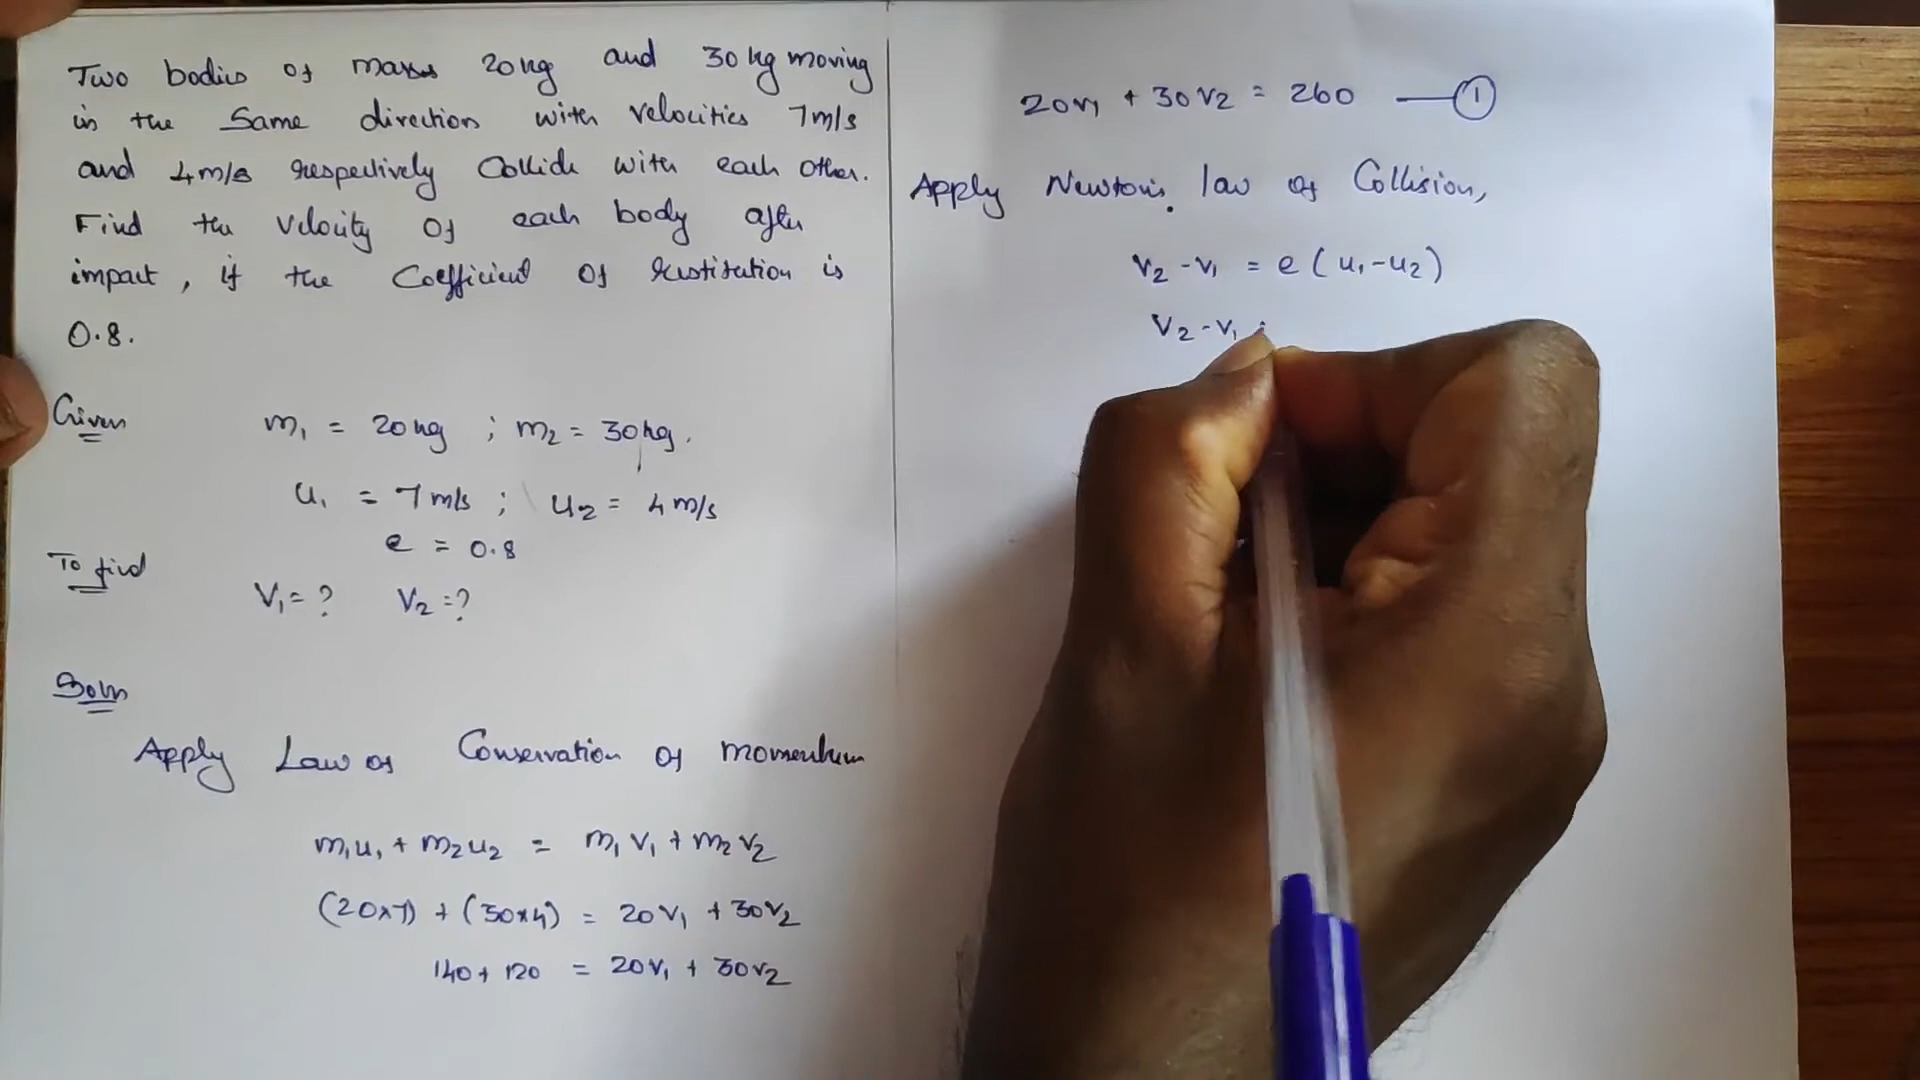 Two bodies of mass 20kg and 30kg moving
in the same direction with velocities 7m/s
and 4m/s respectively Collide with each other.
Find the velocity of each body after
impact, if the Coefficient of restitution is
0.8.
Given
m₁ = 20kg ; m₂ = 30kg.
u₁ = 7m/s ; u₂ = 4m/s
e = 0.8
To find
V₁ = ? V₂ = ?
Soln
Apply Law of Conservation of momentum
m₁u₁ + m₂u₂ = m₁v₁ + m₂v₂
(20×7) + (30×4) = 20v₁ + 30v₂
140 + 120 = 20v₁ + 30v₂
20v₁ + 30v₂ = 260 —①
Apply Newton's law of Collision,
v₂ - v₁ = e (u₁ - u₂)
v₂ - v₁